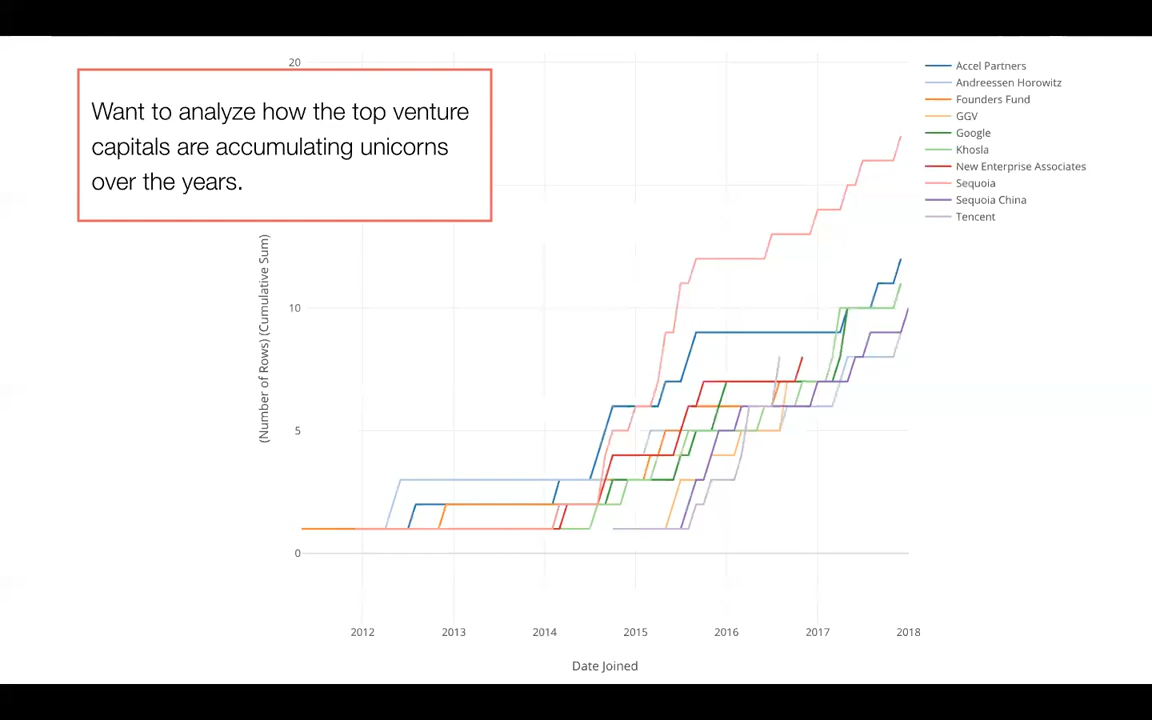 Want to analyze how the top venture
capitals are accumulating unicorns
over the years.
20
10
5
0
(Number of Rows) (Cumulative Sum)
2012 2013 2014 2015 2016 2017 2018
Date Joined
Accel Partners
Andreessen Horowitz
Founders Fund
GGV
Google
Khosla
New Enterprise Associates
Sequoia
Sequoia China
Tencent